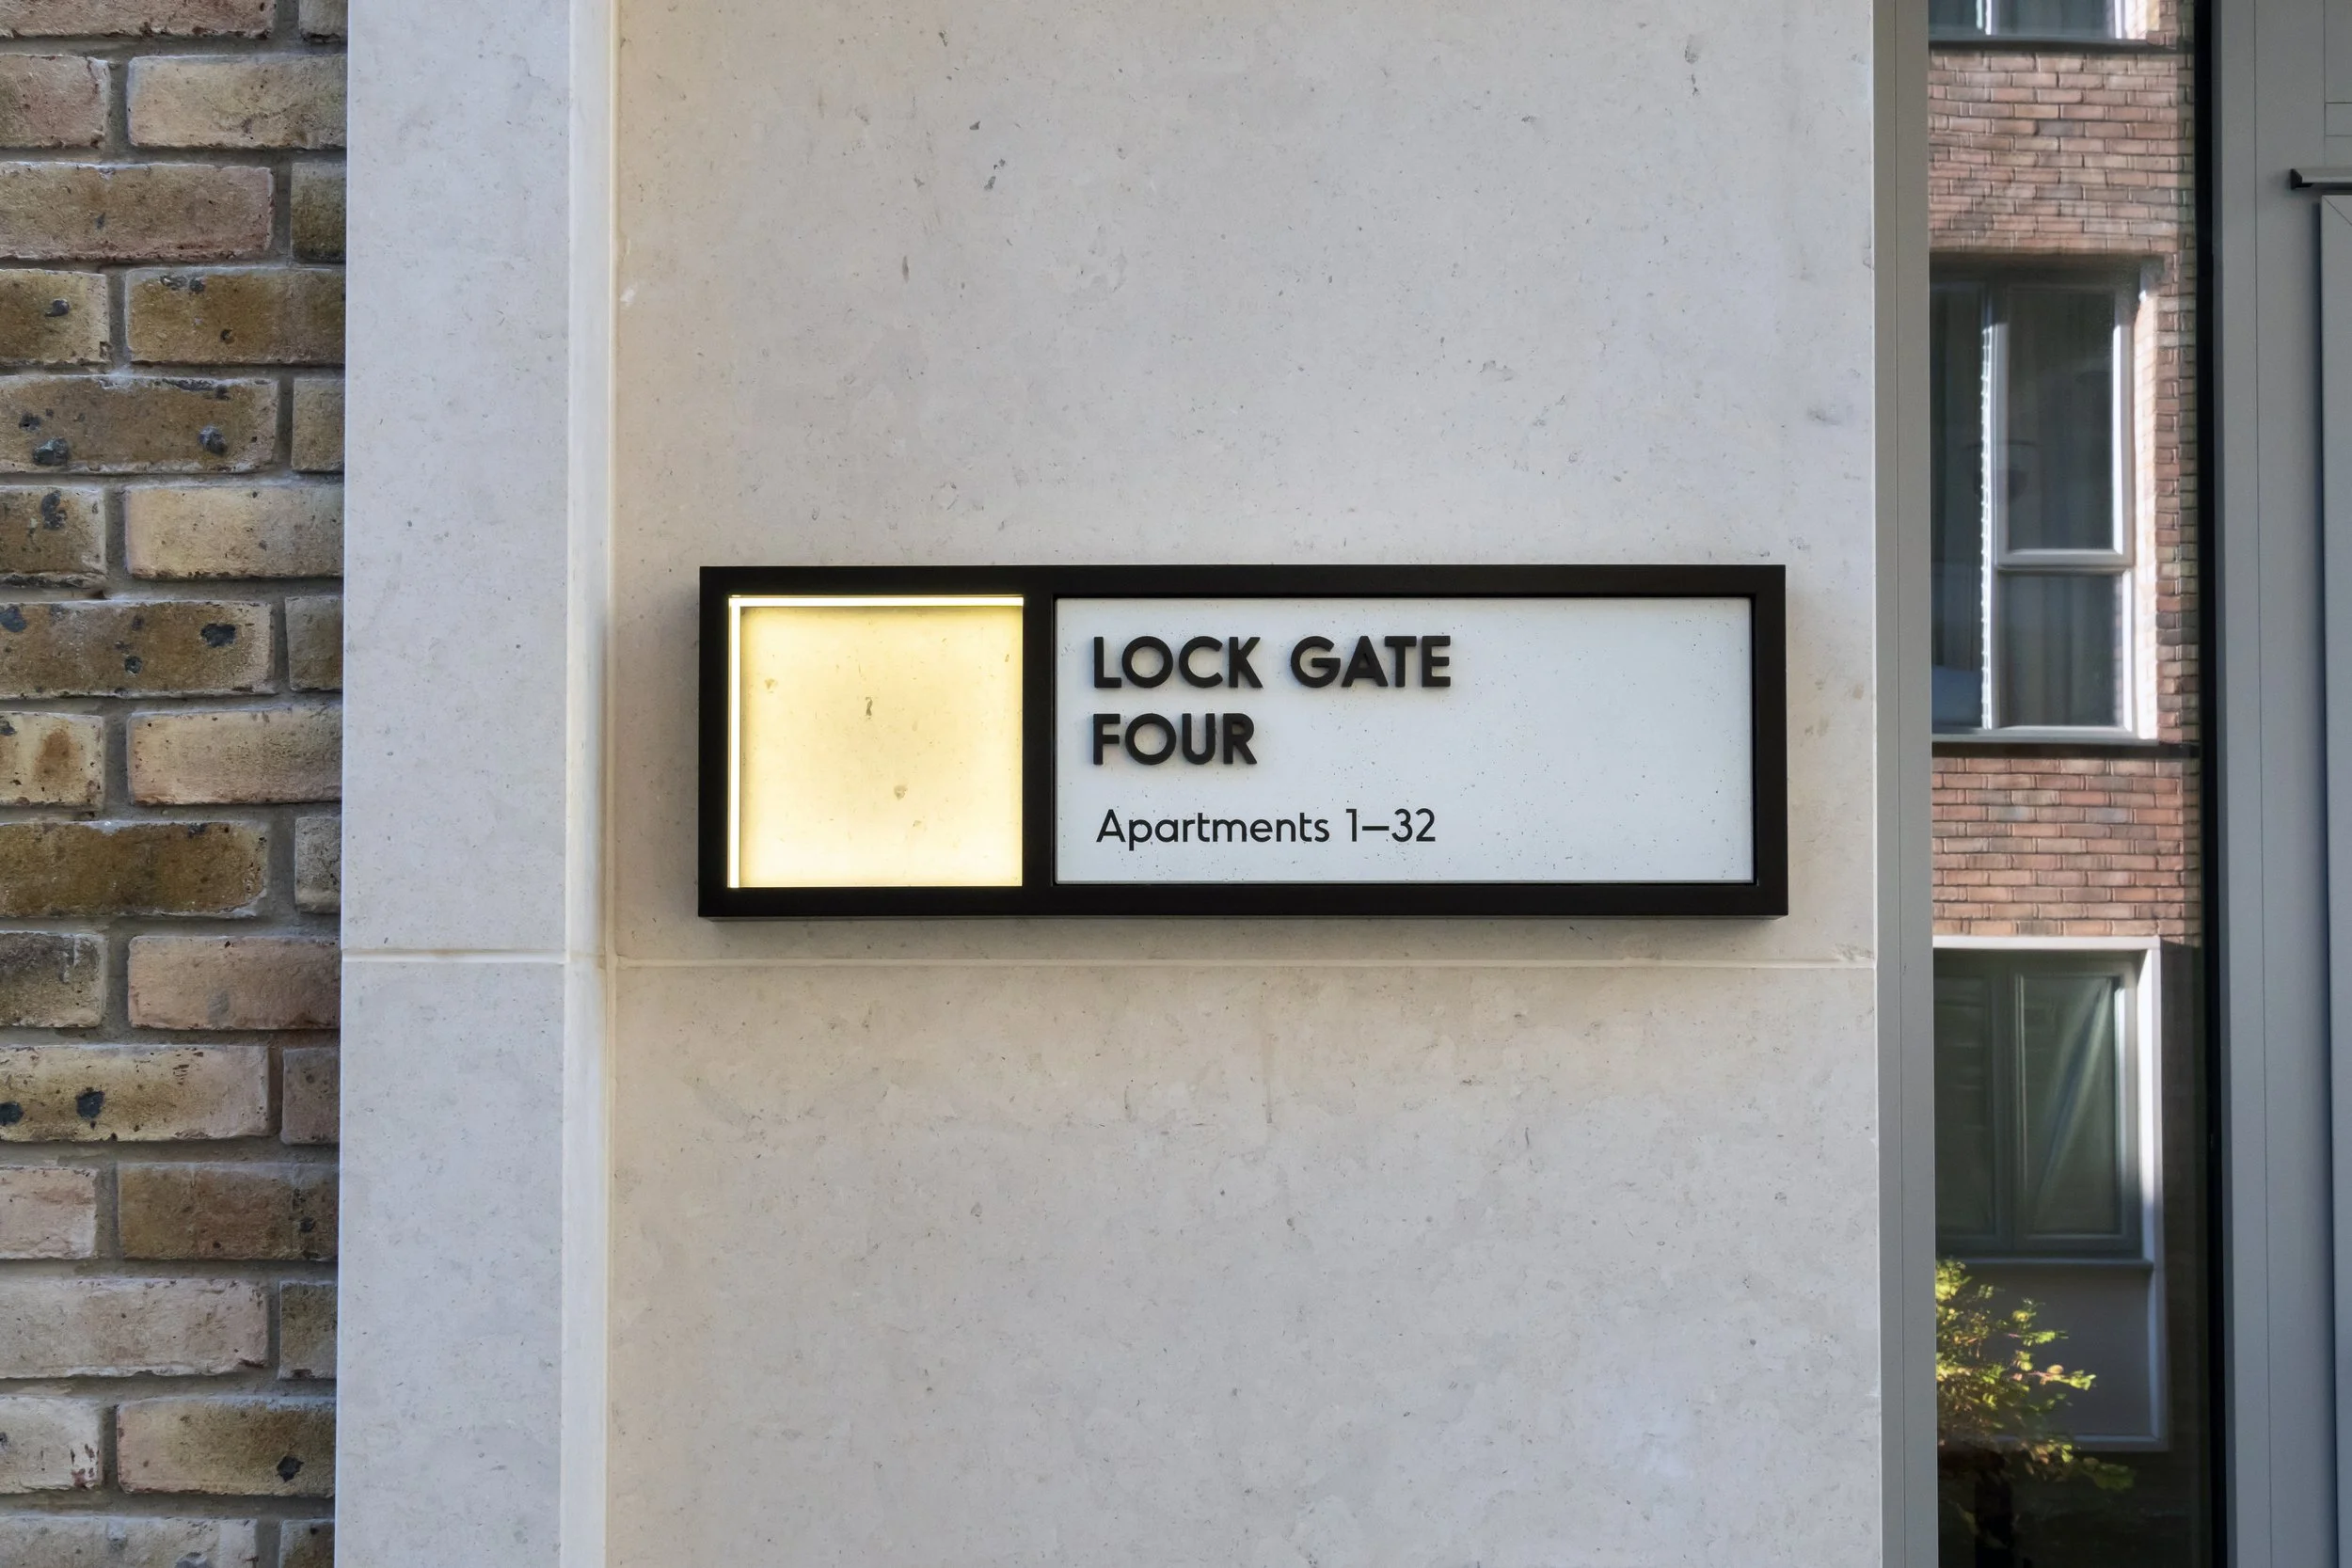 LOCK GATE
FOUR
Apartments 1–32